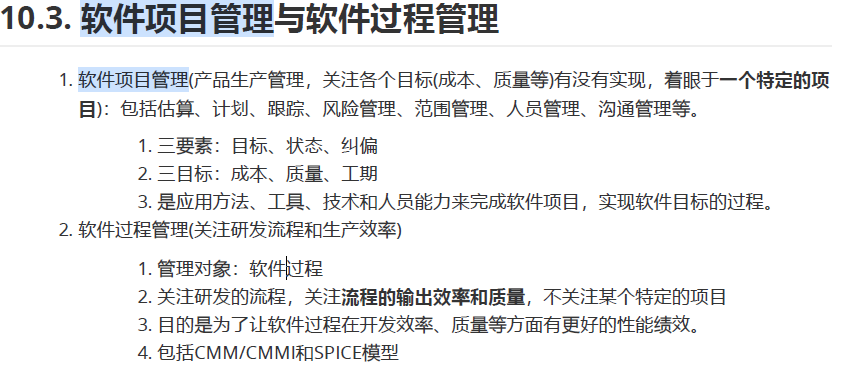 10.3. 软件项目管理与软件过程管理
1. 软件项目管理(产品生产管理，关注各个目标(成本、质量等)有没有实现，着眼于一个特定的项
目)：包括估算、计划、跟踪、风险管理、范围管理、人员管理、沟通管理等。
1. 三要素：目标、状态、纠偏
2. 三目标：成本、质量、工期
3. 是应用方法、工具、技术和人员能力来完成软件项目，实现软件目标的过程。
2. 软件过程管理(关注研发流程和生产效率)
1. 管理对象：软件过程
2. 关注研发的流程，关注流程的输出效率和质量，不关注某个特定的项目
3. 目的是为了让软件过程在开发效率、质量等方面有更好的性能绩效。
4. 包括CMM/CMMI和SPICE模型